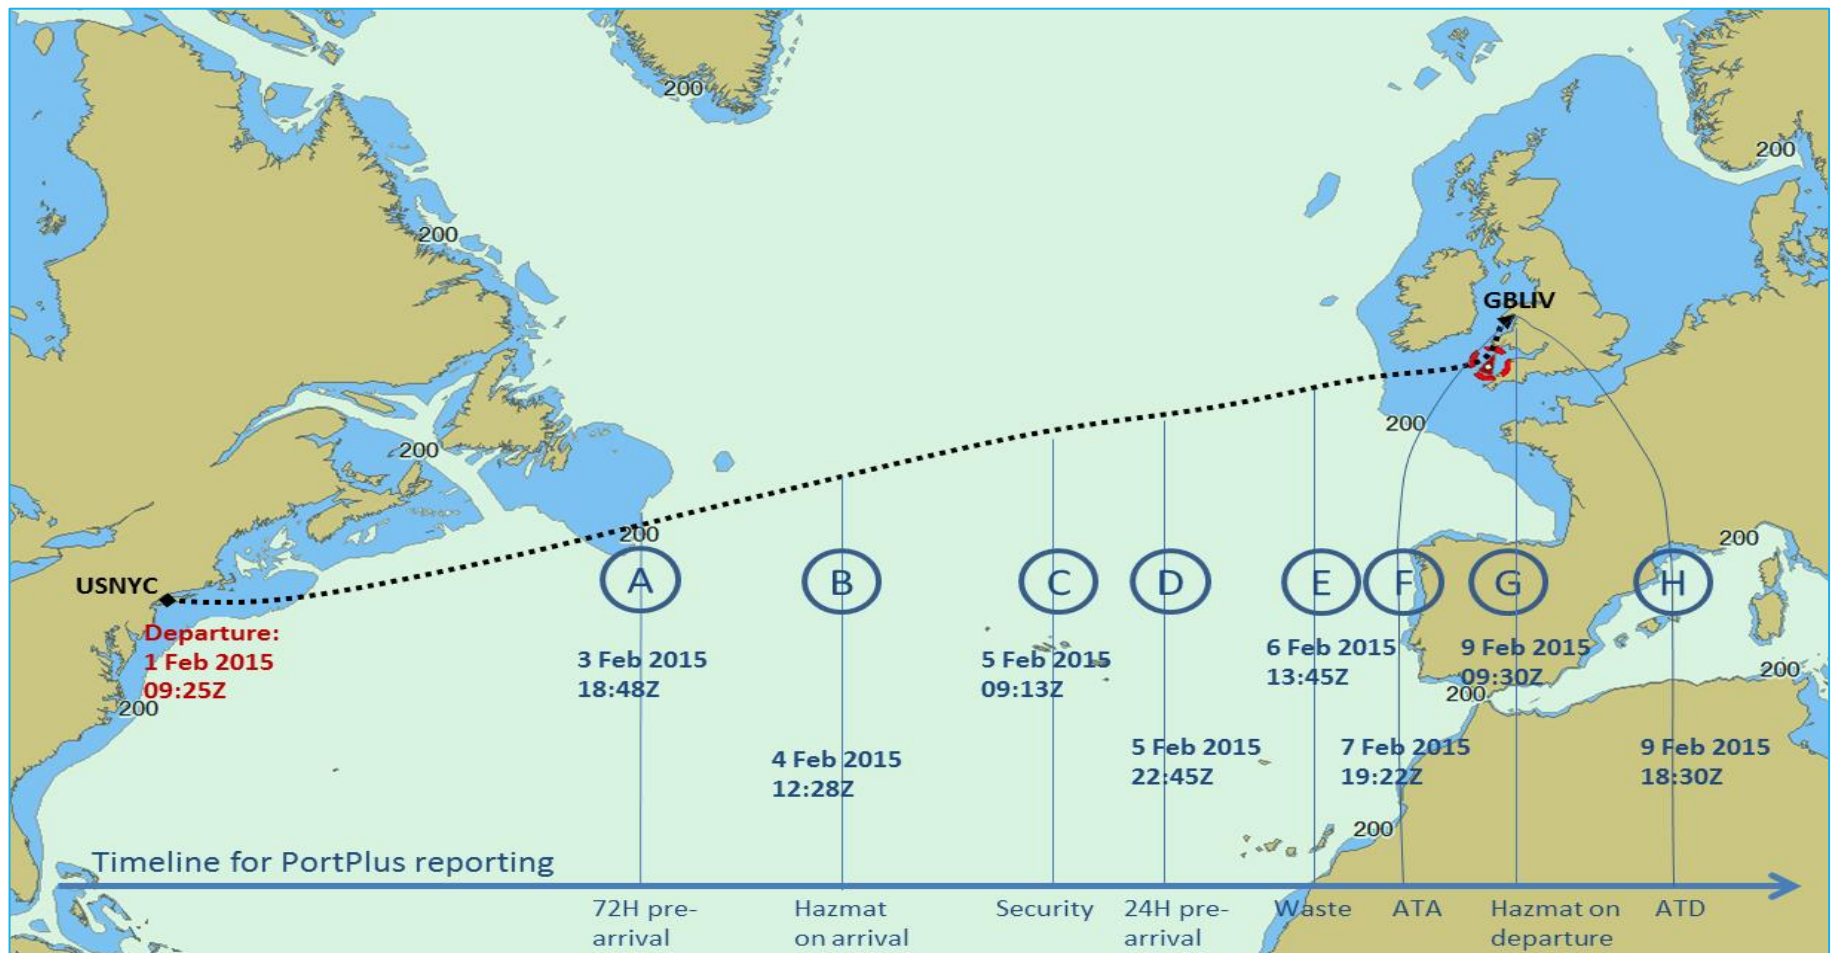 200
200
200
GBLIV
200
200
200
200
USNYC
A
B
C
D
E
F
G
H
Departure:
1 Feb 2015
09:25Z
3 Feb 2015
18:48Z
5 Feb 2015
09:13Z
6 Feb 2015
13:45Z
9 Feb 2015
09:30Z
200
200
200
4 Feb 2015
12:28Z
5 Feb 2015
22:45Z
7 Feb 2015
19:22Z
9 Feb 2015
18:30Z
200
Timeline for PortPlus reporting
72H pre-
arrival
Hazmat
on arrival
Security
24H pre-
arrival
Waste
ATA
Hazmat on
departure
ATD